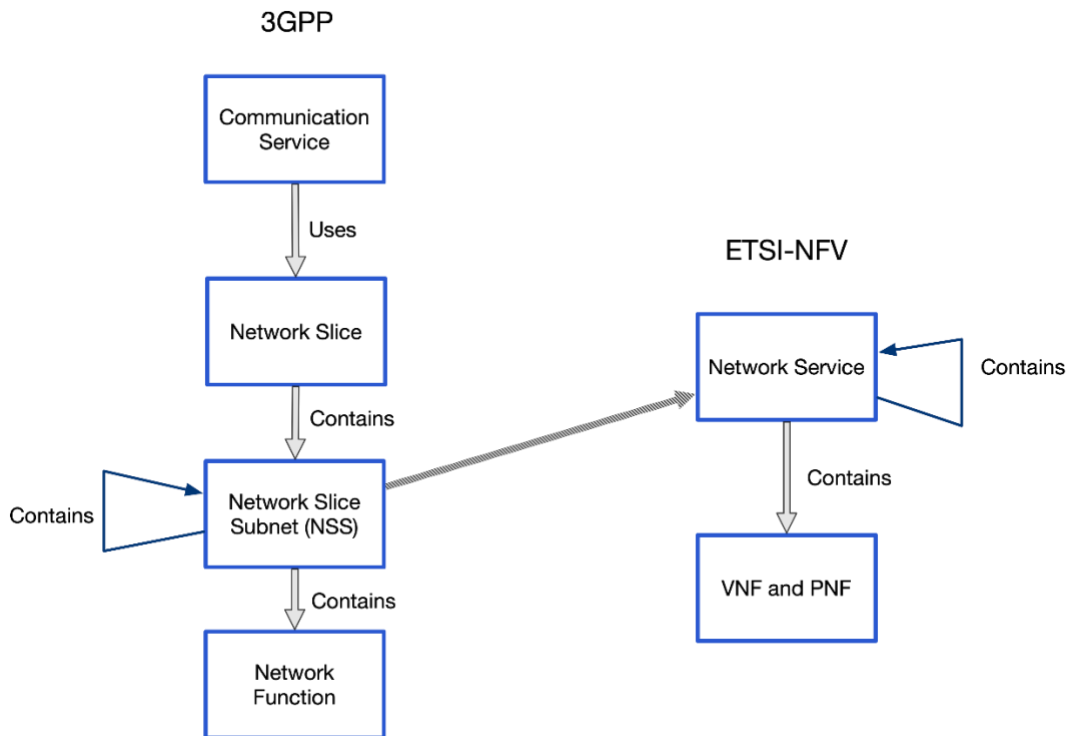 3GPP
Communication
Service
Uses
Network Slice
Contains
Network Slice
Subnet (NSS)
Contains
Contains
Network
Function
ETSI-NFV
Network Service
Contains
Contains
VNF and PNF